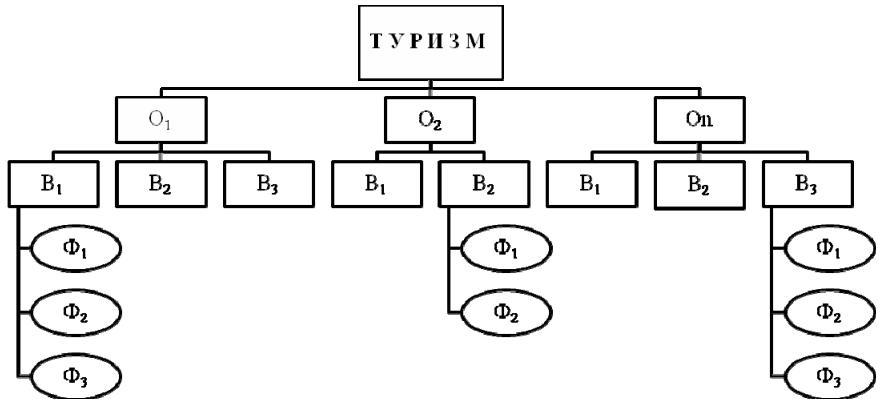 ТУРИЗМ
О₁ О₂ Оn
В₁ В₂ В₃ В₁ В₂ В₁ В₂ В₃
Ф₁ Ф₁ Ф₁
Ф₂ Ф₂ Ф₂
Ф₃ Ф₃